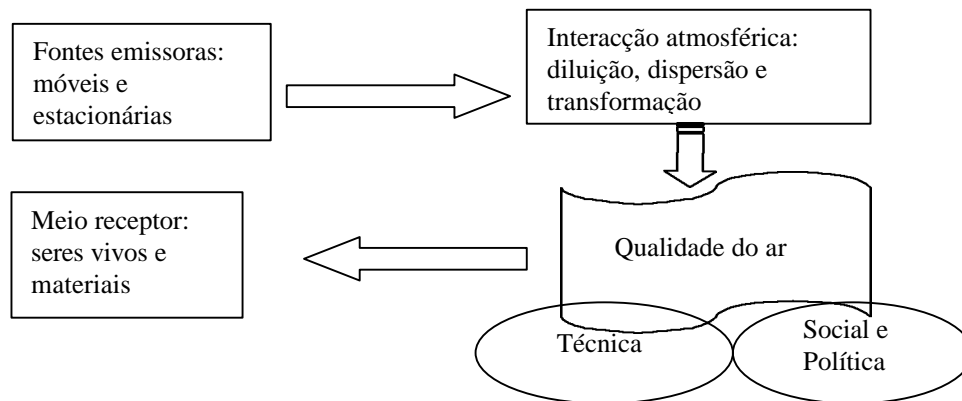 Fontes emissoras:
móveis e
estacionárias
Interacção atmosférica:
diluição, dispersão e
transformação
Meio receptor:
seres vivos e
materiais
Qualidade do ar
Técnica
Social e
Política